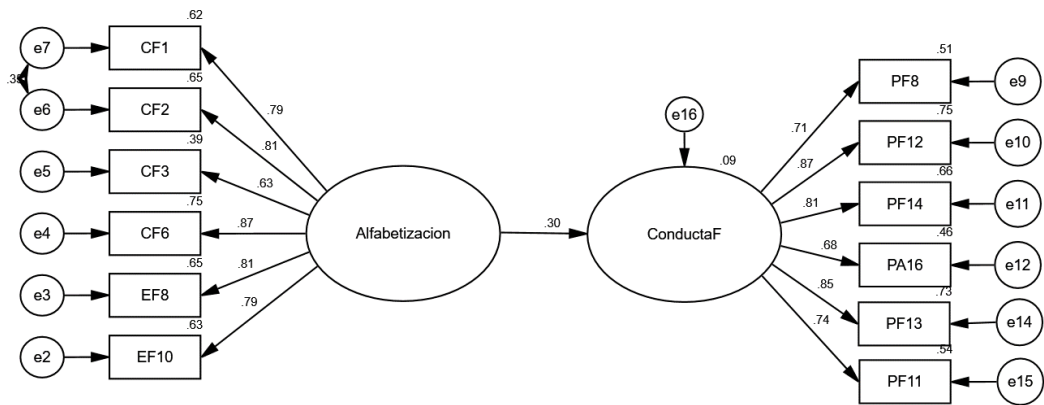 .62
e7
CF1
.35
.65
e6
CF2
.79
.39
.81
e5
CF3
.63
.75
e4
CF6
.87
.65
e3
EF8
.81
.63
.79
e2
EF10
Alfabetizacion
.30
e16
.09
ConductaF
.51
PF8
e9
.71
.75
PF12
e10
.87
.66
PF14
e11
.81
.46
PA16
e12
.68
.73
PF13
e14
.85
.54
PF11
e15
.74